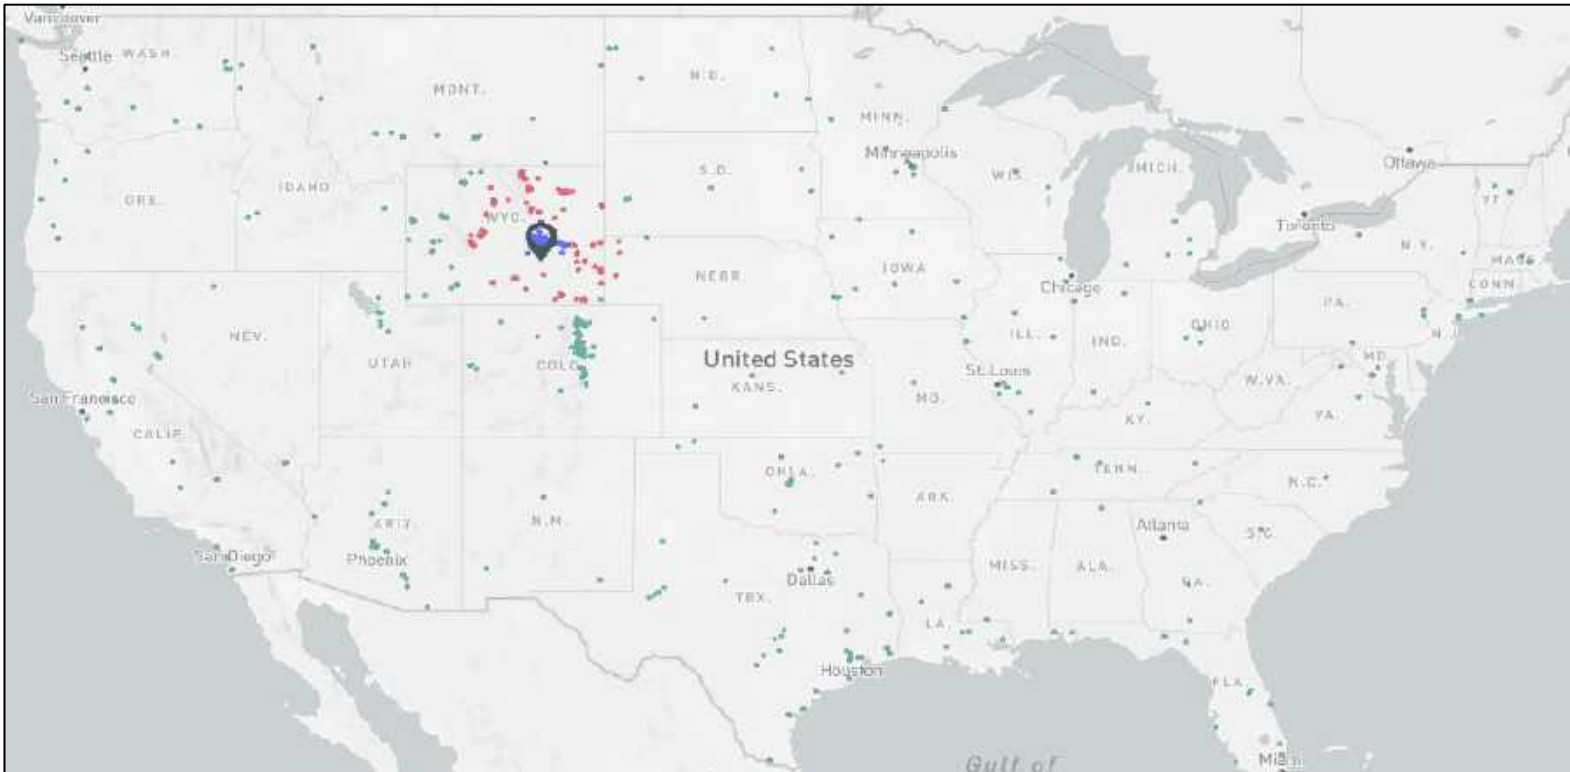 Vancouver
Seattle
WASH.
MONT.
N.D.
MINN.
Minneapolis
Ottawa
WIS.
MICH.
S.D.
IDAHO
ORE.
WYO.
VT
Toronto
N.Y.
MASS
CONN.
IOWA
NEBR.
Chicago
PA.
NEV.
UTAH
COLO
United States
KANS.
ILL.
IND.
OHIO
N.J.
MD.
St. Louis
W.VA.
VA.
MO.
KY.
San Francisco
CALIF.
OKLA.
TENN.
N.C.
ARK.
ARIZ.
N.M.
Atlanta
S.C.
San Diego
Phoenix
Dallas
MISS.
ALA.
GA.
TEX.
LA.
Houston
FLA.
Gulf of